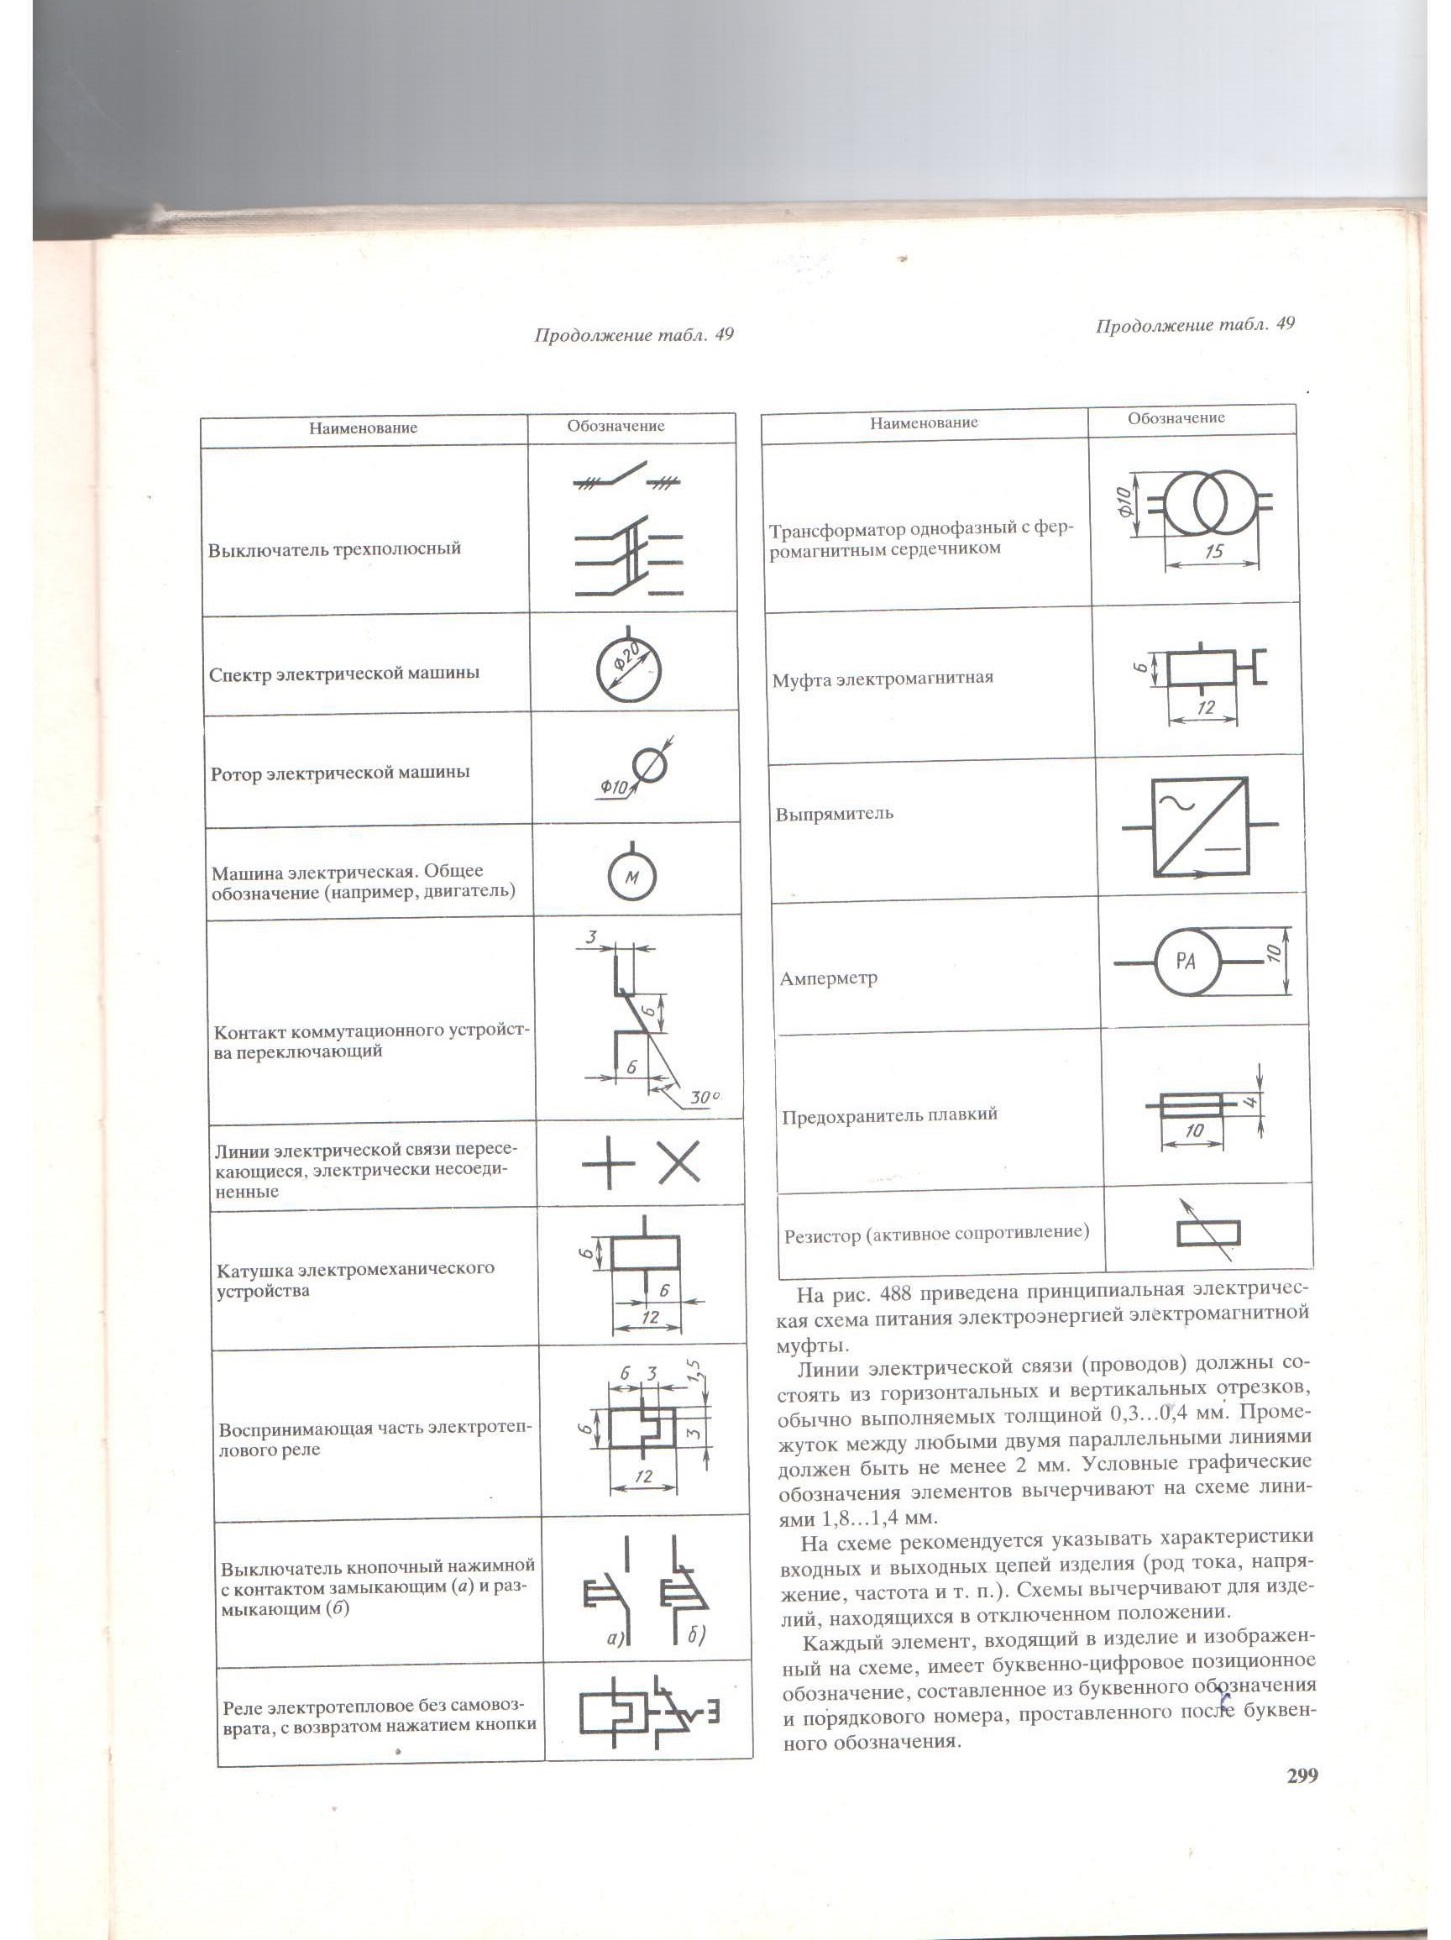 Продолжение табл. 49
Наименование
Обозначение
Выключатель трехполюсный
Спектр электрической машины
Ф20
Ротор электрической машины
Ф10
Машина электрическая. Общее
обозначение (например, двигатель)
М
Контакт коммутационного устройст-
ва переключающий
3
6
6
30°
Линии электрической связи пересе-
кающиеся, электрически несоеди-
ненные
Катушка электромеханического
устройства
6
6
12
Воспринимающая часть электротеп-
лового реле
6 3 1,5
6
3
12
Выключатель кнопочный нажимной
с контактом замыкающим (а) и раз-
мыкающим (б)
а) б)
Реле электротепловое без самовоз-
врата, с возвратом нажатием кнопки
Продолжение табл. 49
Наименование
Обозначение
Трансформатор однофазный с фер-
ромагнитным сердечником
Ф10
15
Муфта электромагнитная
6
12
Выпрямитель
Амперметр
РА
10
Предохранитель плавкий
4
10
Резистор (активное сопротивление)
На рис. 488 приведена принципиальная электричес-
кая схема питания электроэнергией электромагнитной
муфты.
Линии электрической связи (проводов) должны со-
стоять из горизонтальных и вертикальных отрезков,
обычно выполняемых толщиной 0,3...0,4 мм. Проме-
жуток между любыми двумя параллельными линиями
должен быть не менее 2 мм. Условные графические
обозначения элементов вычерчивают на схеме лини-
ями 1,8...1,4 мм.
На схеме рекомендуется указывать характеристики
входных и выходных цепей изделия (род тока, напря-
жение, частота и т. п.). Схемы вычерчивают для изде-
лий, находящихся в отключенном положении.
Каждый элемент, входящий в изделие и изображен-
ный на схеме, имеет буквенно-цифровое позиционное
обозначение, составленное из буквенного обозначения
и порядкового номера, проставленного после буквен-
ного обозначения.
299